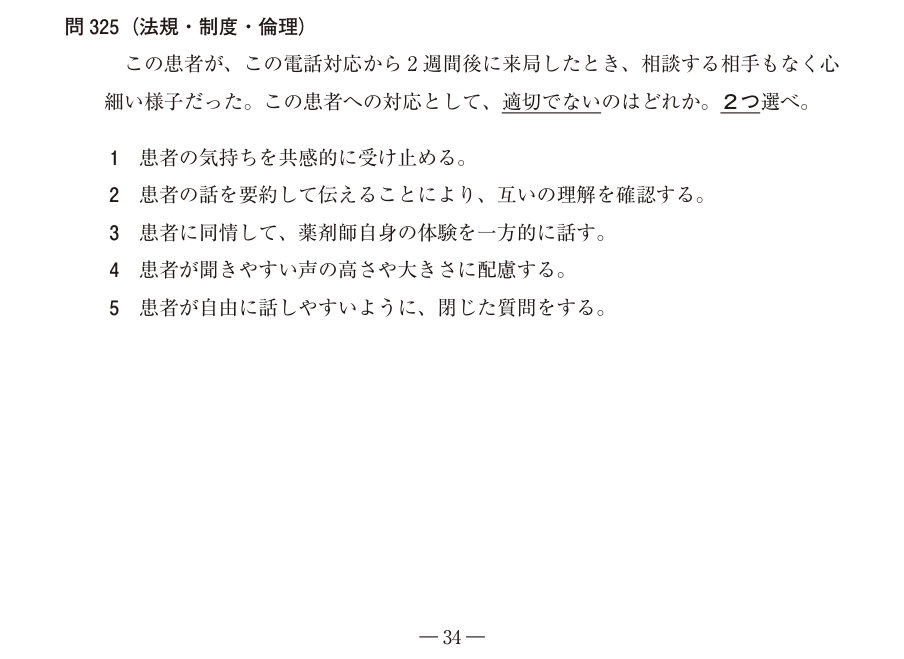 問 325（法規・制度・倫理）
この患者が、この電話対応から2週間後に来局したとき、相談する相手もなく心
細い様子だった。この患者への対応として、適切でないのはどれか。２つ選べ。
1 患者の気持ちを共感的に受け止める。
2 患者の話を要約して伝えることにより、互いの理解を確認する。
3 患者に同情して、薬剤師自身の体験を一方的に話す。
4 患者が聞きやすい声の高さや大きさに配慮する。
5 患者が自由に話しやすいように、閉じた質問をする。
― 34 ―